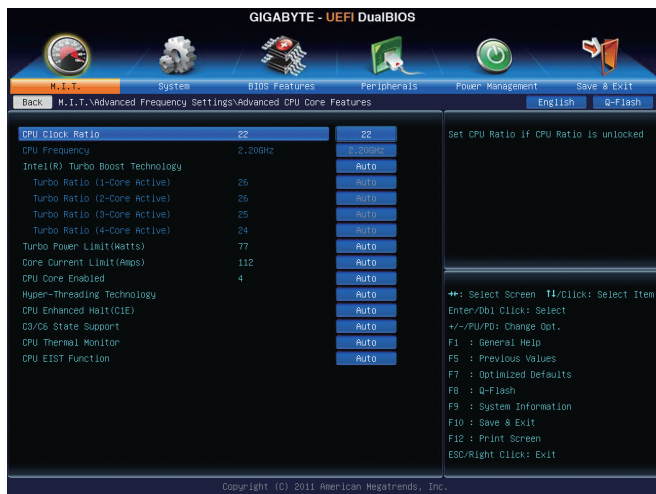 GIGABYTE - UEFI DualBIOS
M.I.T. System BIOS Features Peripherals Power Management Save & Exit
Back M.I.T.\Advanced Frequency Settings\Advanced CPU Core Features English Q-Flash
CPU Clock Ratio 22 22
CPU Frequency 2.20GHz 2.20GHz
Intel(R) Turbo Boost Technology Auto
Turbo Ratio (1-Core Active) 26 Auto
Turbo Ratio (2-Core Active) 26 Auto
Turbo Ratio (3-Core Active) 25 Auto
Turbo Ratio (4-Core Active) 24 Auto
Turbo Power Limit(Watts) 77 Auto
Core Current Limit(Amps) 112 Auto
CPU Core Enabled 4 Auto
Hyper-Threading Technology Auto
CPU Enhanced Halt(C1E) Auto
C3/C6 State Support Auto
CPU Thermal Monitor Auto
CPU EIST Function Auto
Set CPU Ratio if CPU Ratio is unlocked
→←: Select Screen ↑↓/Click: Select Item
Enter/Dbl Click: Select
+/-/PU/PD: Change Opt.
F1 : General Help
F5 : Previous Values
F7 : Optimized Defaults
F8 : Q-Flash
F9 : System Information
F10 : Save & Exit
F12 : Print Screen
ESC/Right Click: Exit
Copyright (C) 2011 American Megatrends, Inc.